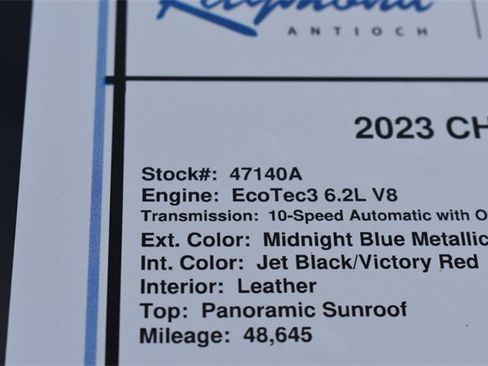 Raymond
ANTIOCH
2023 CH
Stock#: 47140A
Engine: EcoTec3 6.2L V8
Transmission: 10-Speed Automatic with O
Ext. Color: Midnight Blue Metallic
Int. Color: Jet Black/Victory Red
Interior: Leather
Top: Panoramic Sunroof
Mileage: 48,645